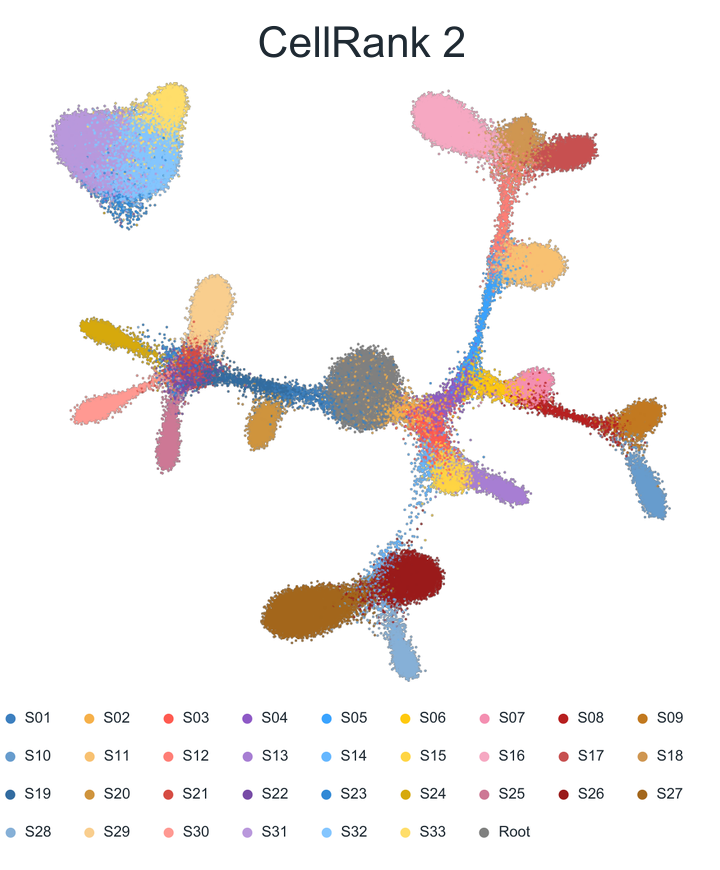 CellRank 2
S01 S02 S03 S04 S05 S06 S07 S08 S09
S10 S11 S12 S13 S14 S15 S16 S17 S18
S19 S20 S21 S22 S23 S24 S25 S26 S27
S28 S29 S30 S31 S32 S33 Root